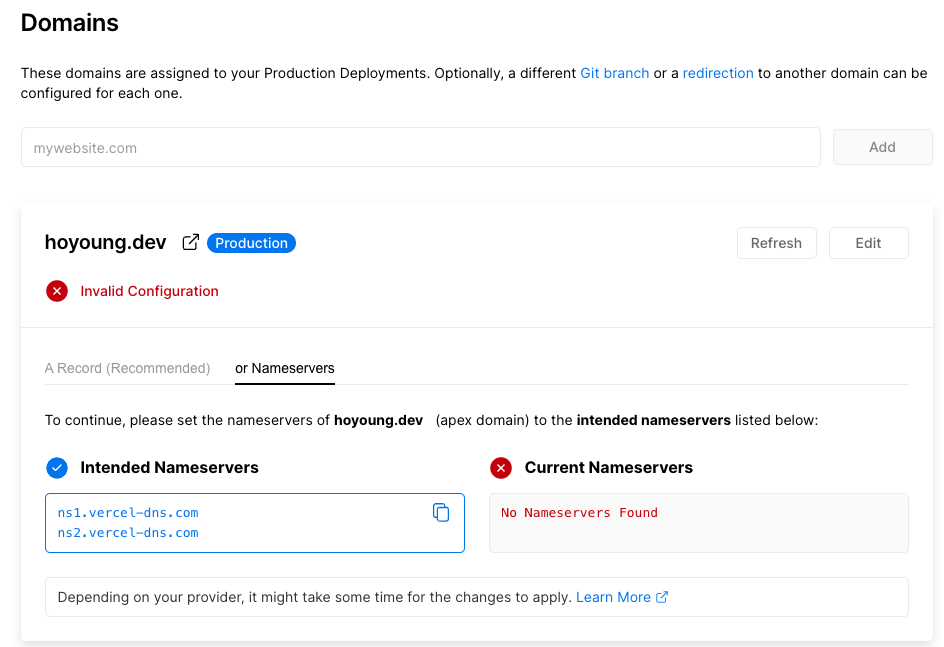 Domains
These domains are assigned to your Production Deployments. Optionally, a different Git branch or a redirection to another domain can be
configured for each one.
mywebsite.com
Add
hoyoung.dev
Production
Refresh
Edit
Invalid Configuration
A Record (Recommended)
or Nameservers
To continue, please set the nameservers of hoyoung.dev (apex domain) to the intended nameservers listed below:
Intended Nameservers
ns1.vercel-dns.com
ns2.vercel-dns.com
Current Nameservers
No Nameservers Found
Depending on your provider, it might take some time for the changes to apply. Learn More